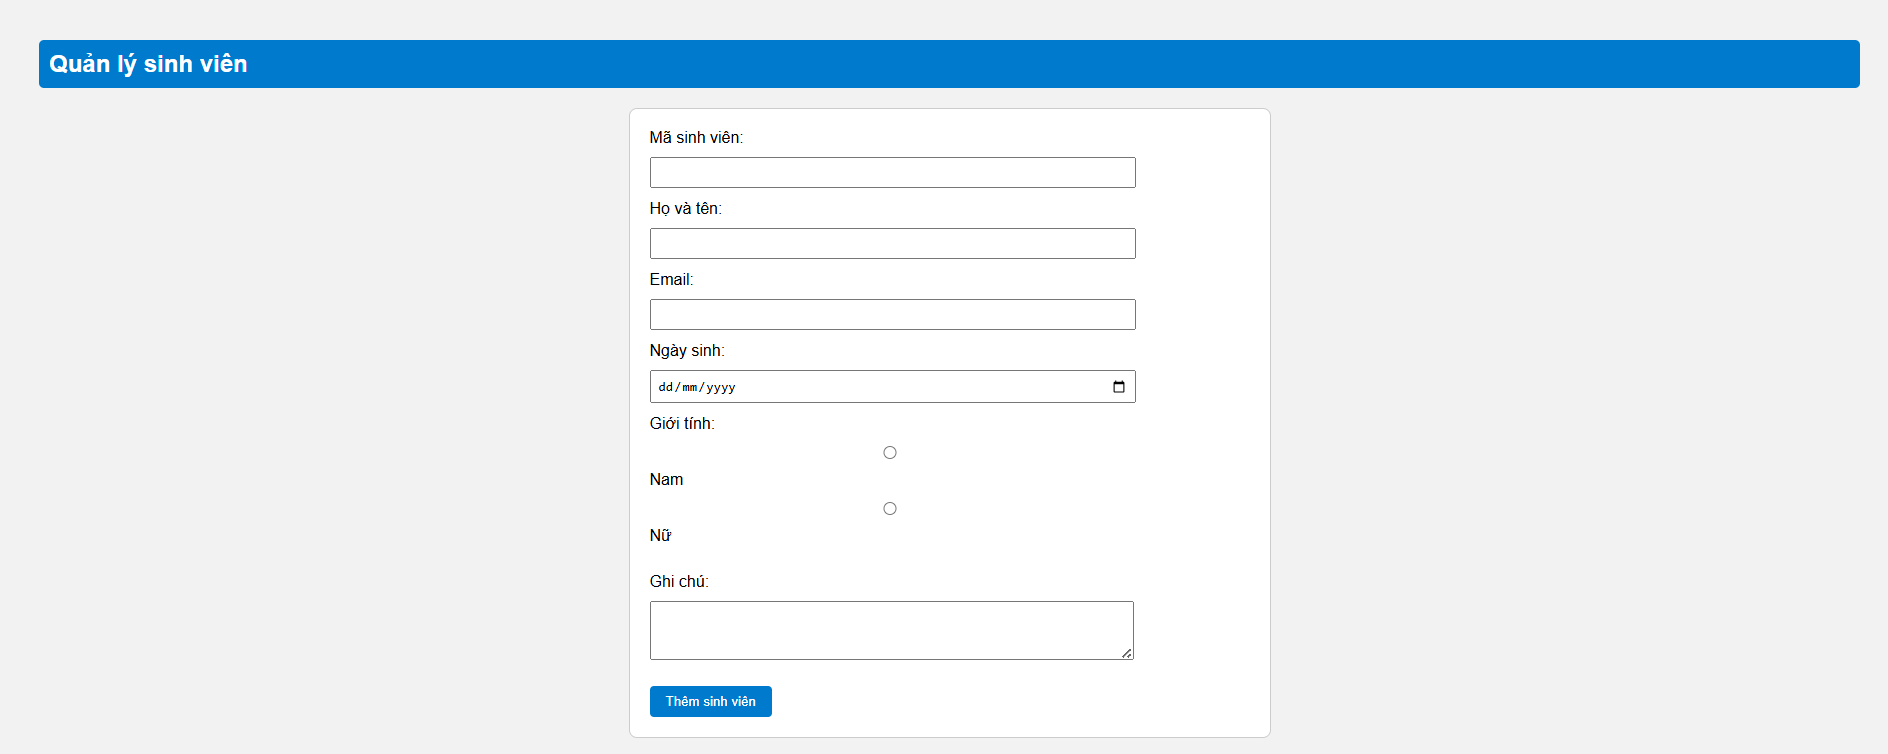 Quản lý sinh viên
Mã sinh viên:
Họ và tên:
Email:
Ngày sinh:
dd/mm/yyyy
Giới tính:
Nam
Nữ
Ghi chú:
Thêm sinh viên